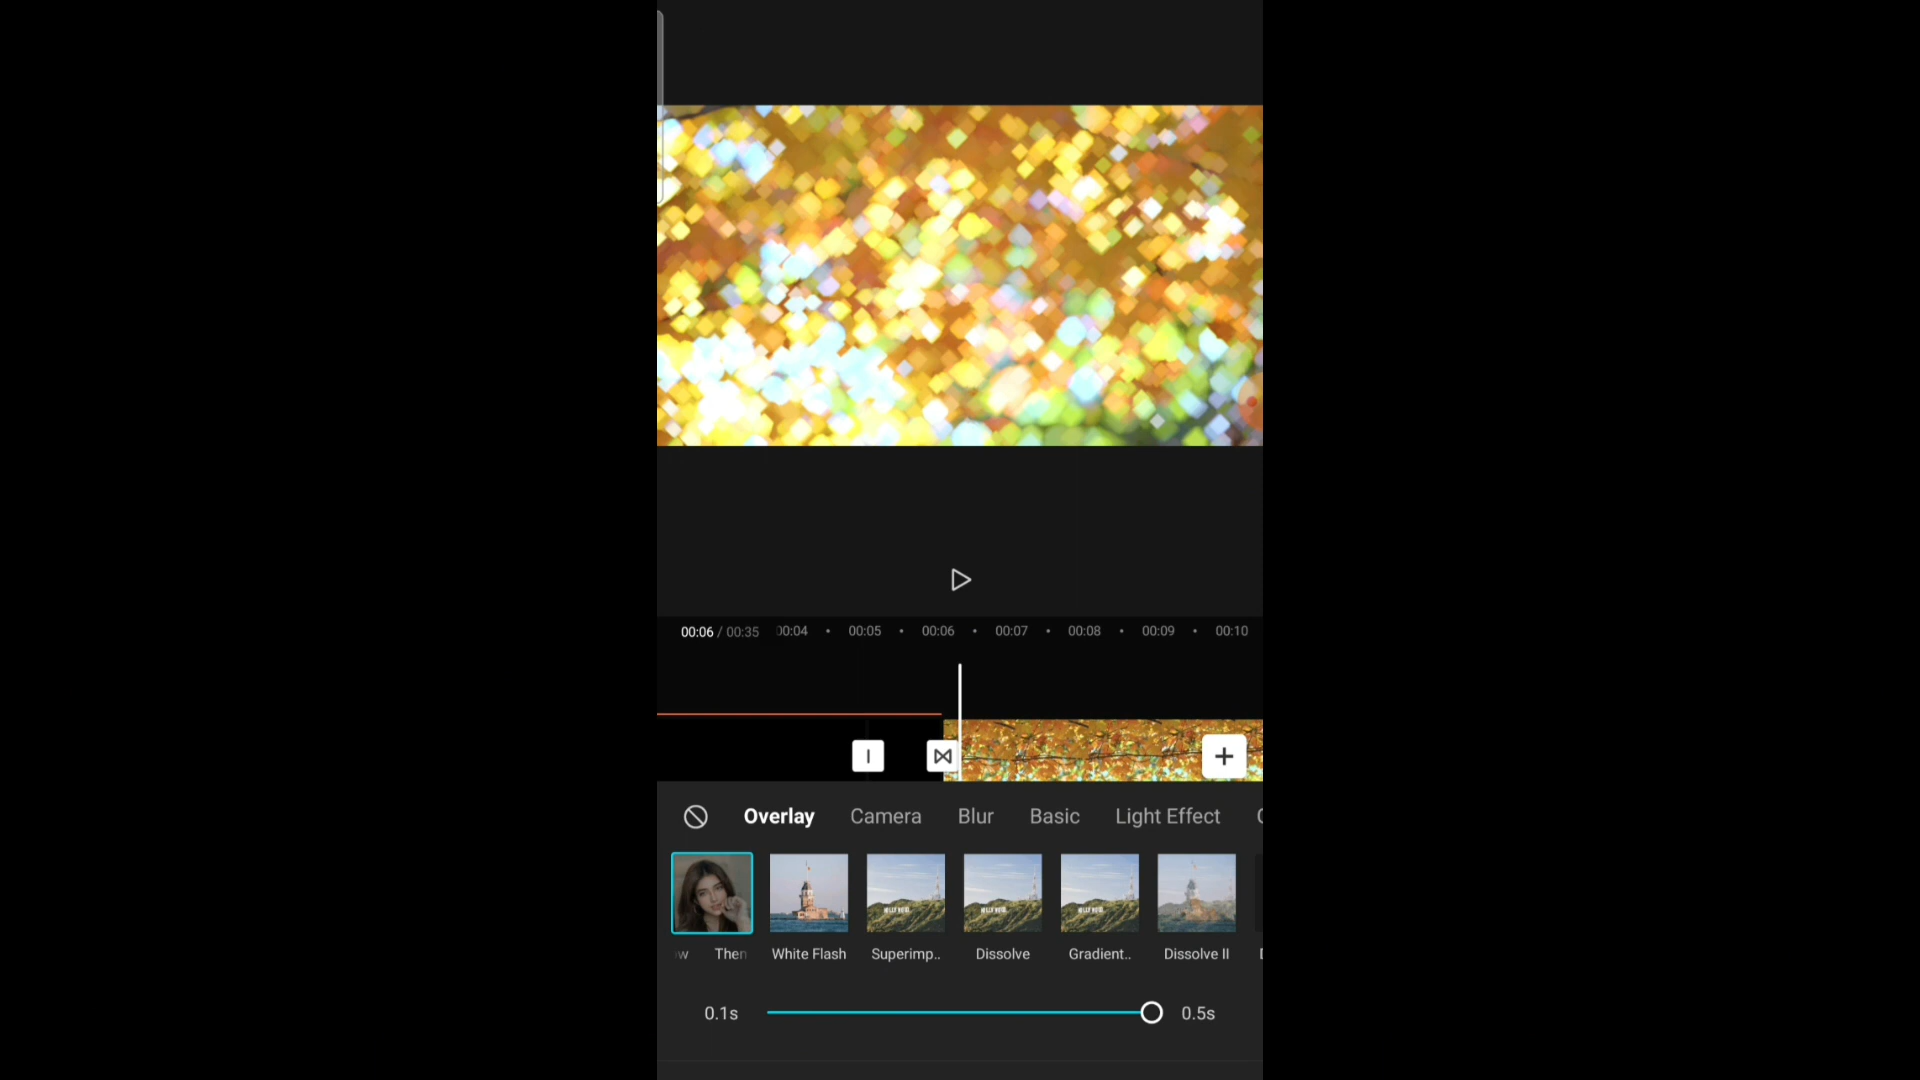 00:06 / 00:35 00:04 00:05 00:06 00:07 00:08 00:09 00:10
Overlay Camera Blur Basic Light Effect
Then White Flash Superimp.. Dissolve Gradient.. Dissolve II
0.1s 0.5s